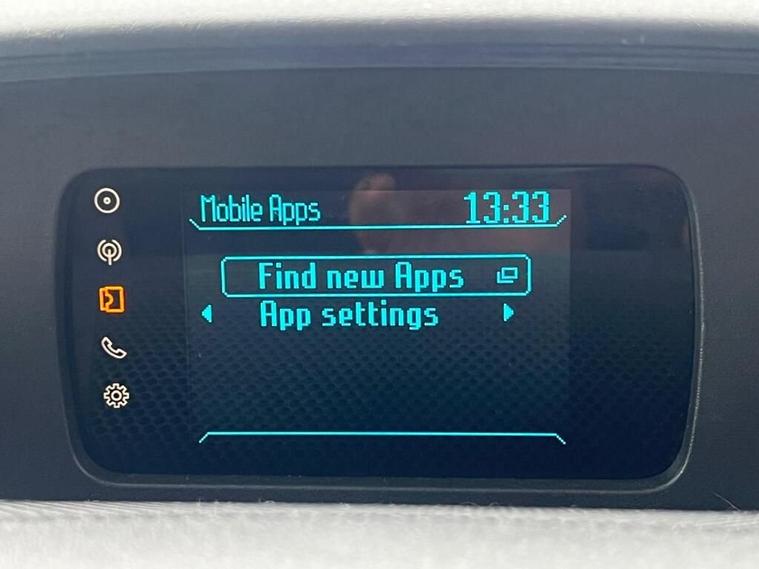 Mobile Apps 13:33
Find new Apps
App settings